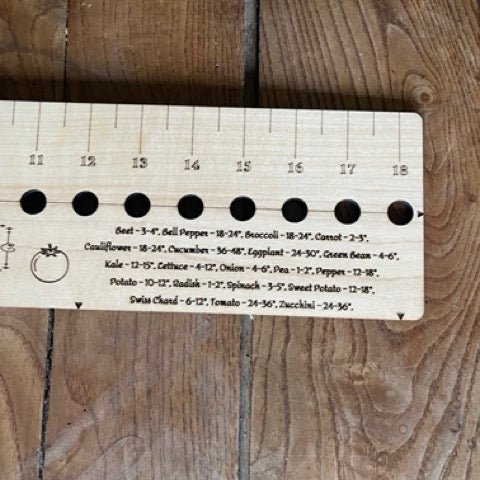 11 12 13 14 15 16 17 18
Beet - 3-4", Bell Pepper - 18-24", Broccoli - 18-24", Carrot - 2-3",
Cauliflower - 18-24", Cucumber - 36-48", Eggplant - 24-30", Green Bean - 4-6",
Kale - 12-15", Lettuce - 4-12", Onion - 4-6", Pea - 1-2", Pepper - 12-18",
Potato - 10-12", Radish - 1-2", Spinach - 3-5", Sweet Potato - 12-18",
Swiss Chard - 6-12", Tomato - 24-36", Zucchini - 24-36",